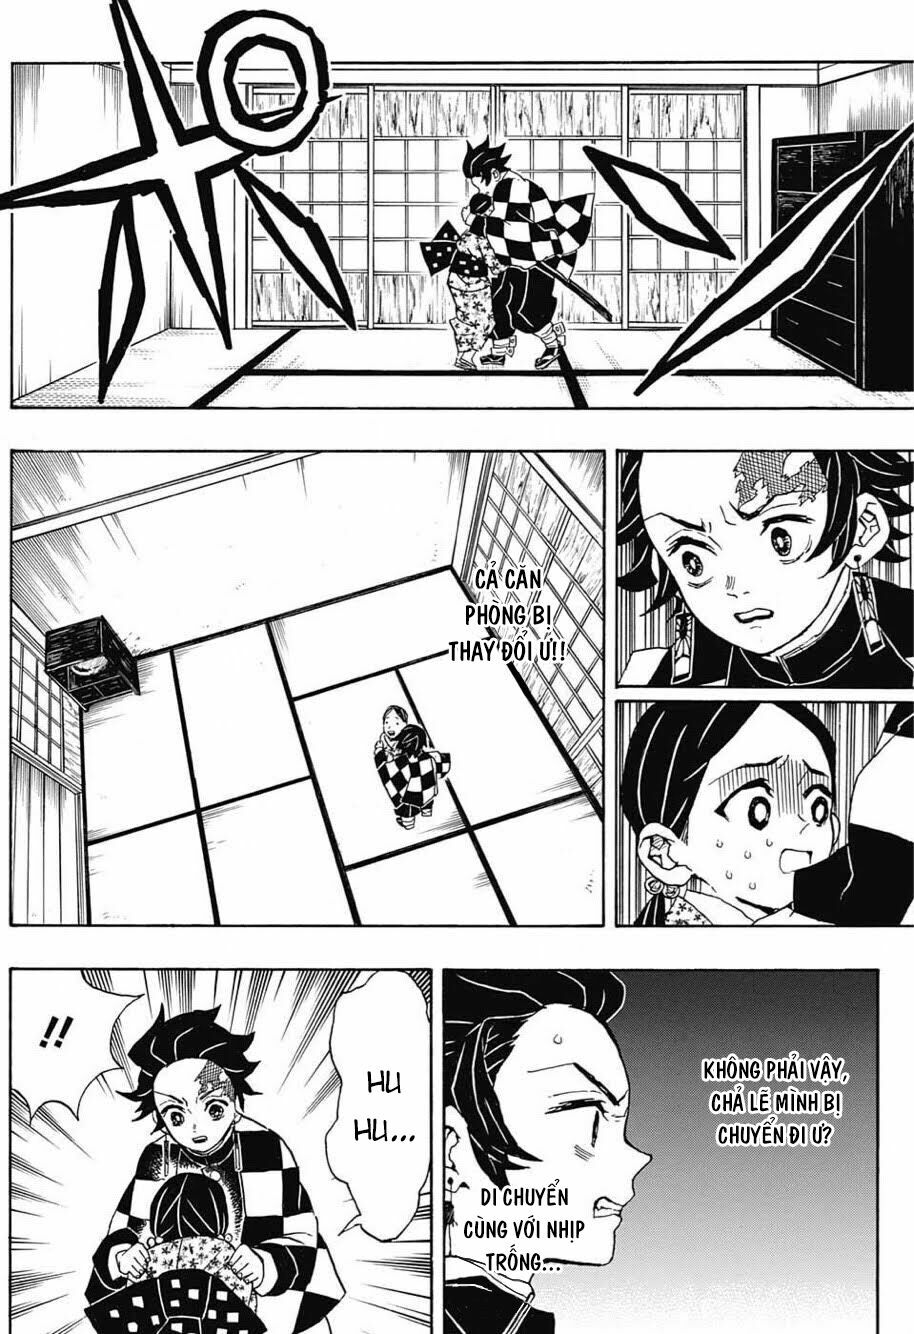 CẢ CĂN
PHÒNG BỊ
THAY ĐỔI Ư!!
KHÔNG PHẢI VẬY,
CHẢ LẼ MÌNH BỊ
CHUYỂN ĐI Ư?
DI CHUYỂN
CÙNG VỚI NHỊP
TRỐNG...
HU
HU...
!!